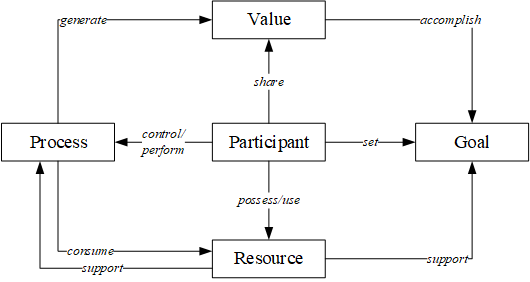 generate
Value
accomplish
share
Process
control/
perform
Participant
set
Goal
possess/use
consume
support
Resource
support